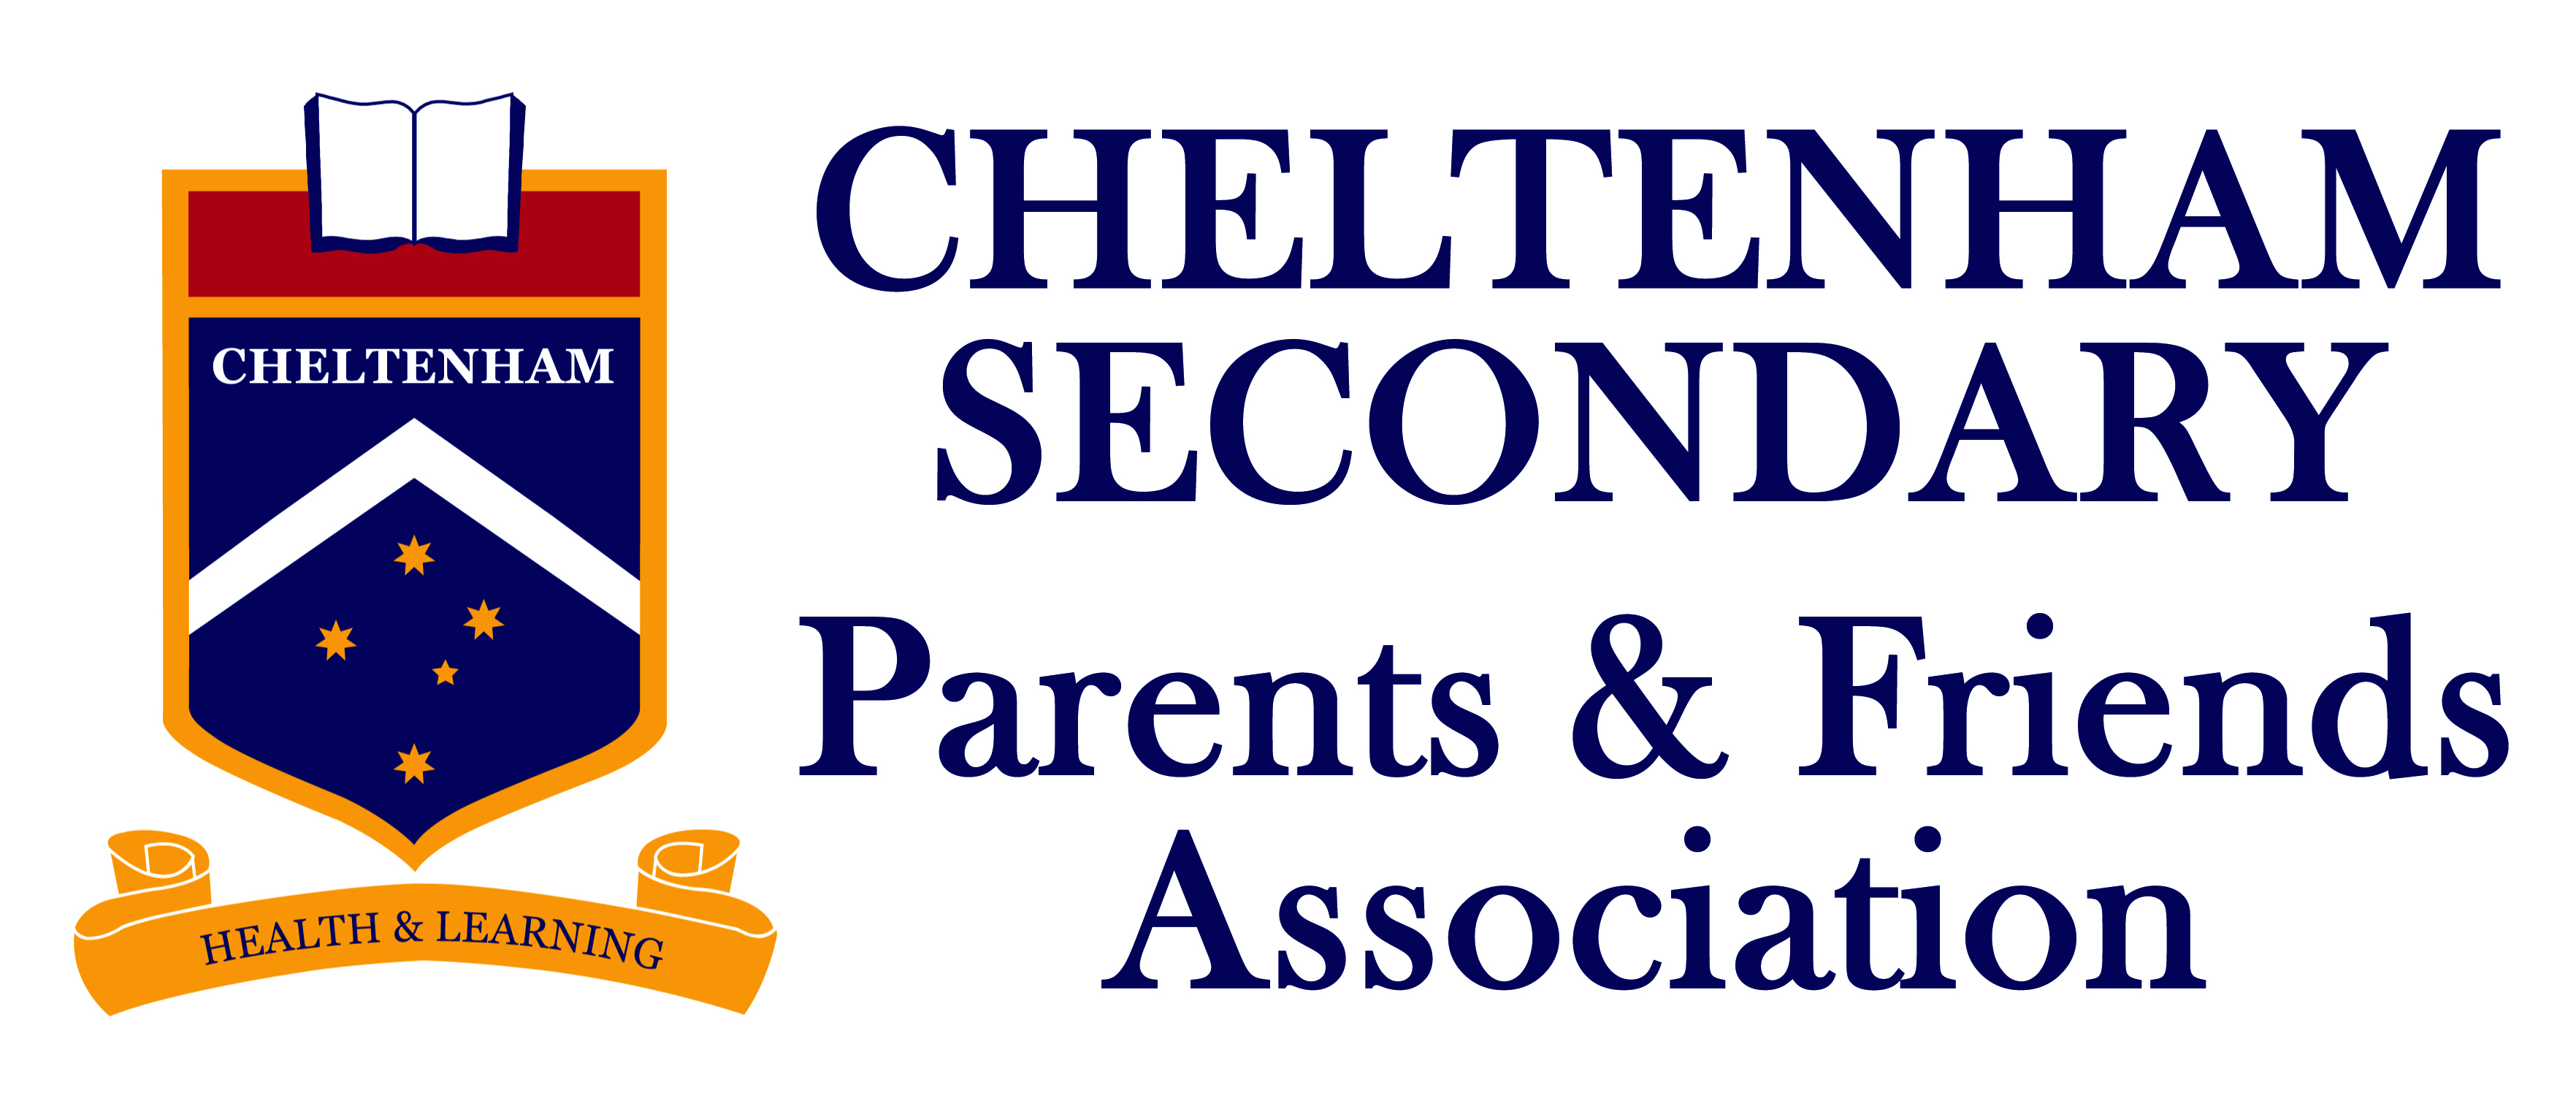 CHELTENHAM
HEALTH & LEARNING
CHELTENHAM
SECONDARY
Parents & Friends
Association